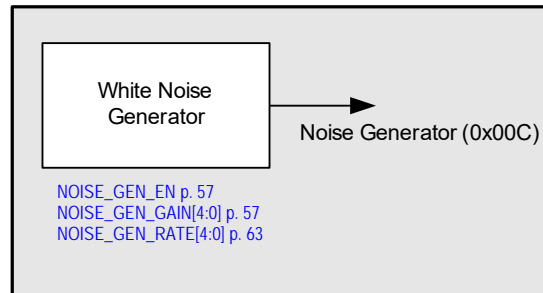 White Noise
Generator
Noise Generator (0x00C)
NOISE_GEN_EN p. 57
NOISE_GEN_GAIN[4:0] p. 57
NOISE_GEN_RATE[4:0] p. 63